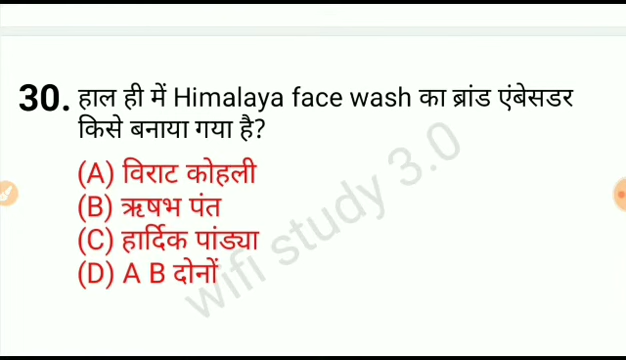 30. हाल ही में Himalaya face wash का ब्रांड एंबेसडर
किसे बनाया गया है?
(A) विराट कोहली
(B) ऋषभ पंत
(C) हार्दिक पांड्या
(D) A B दोनों
wifi study 3.0